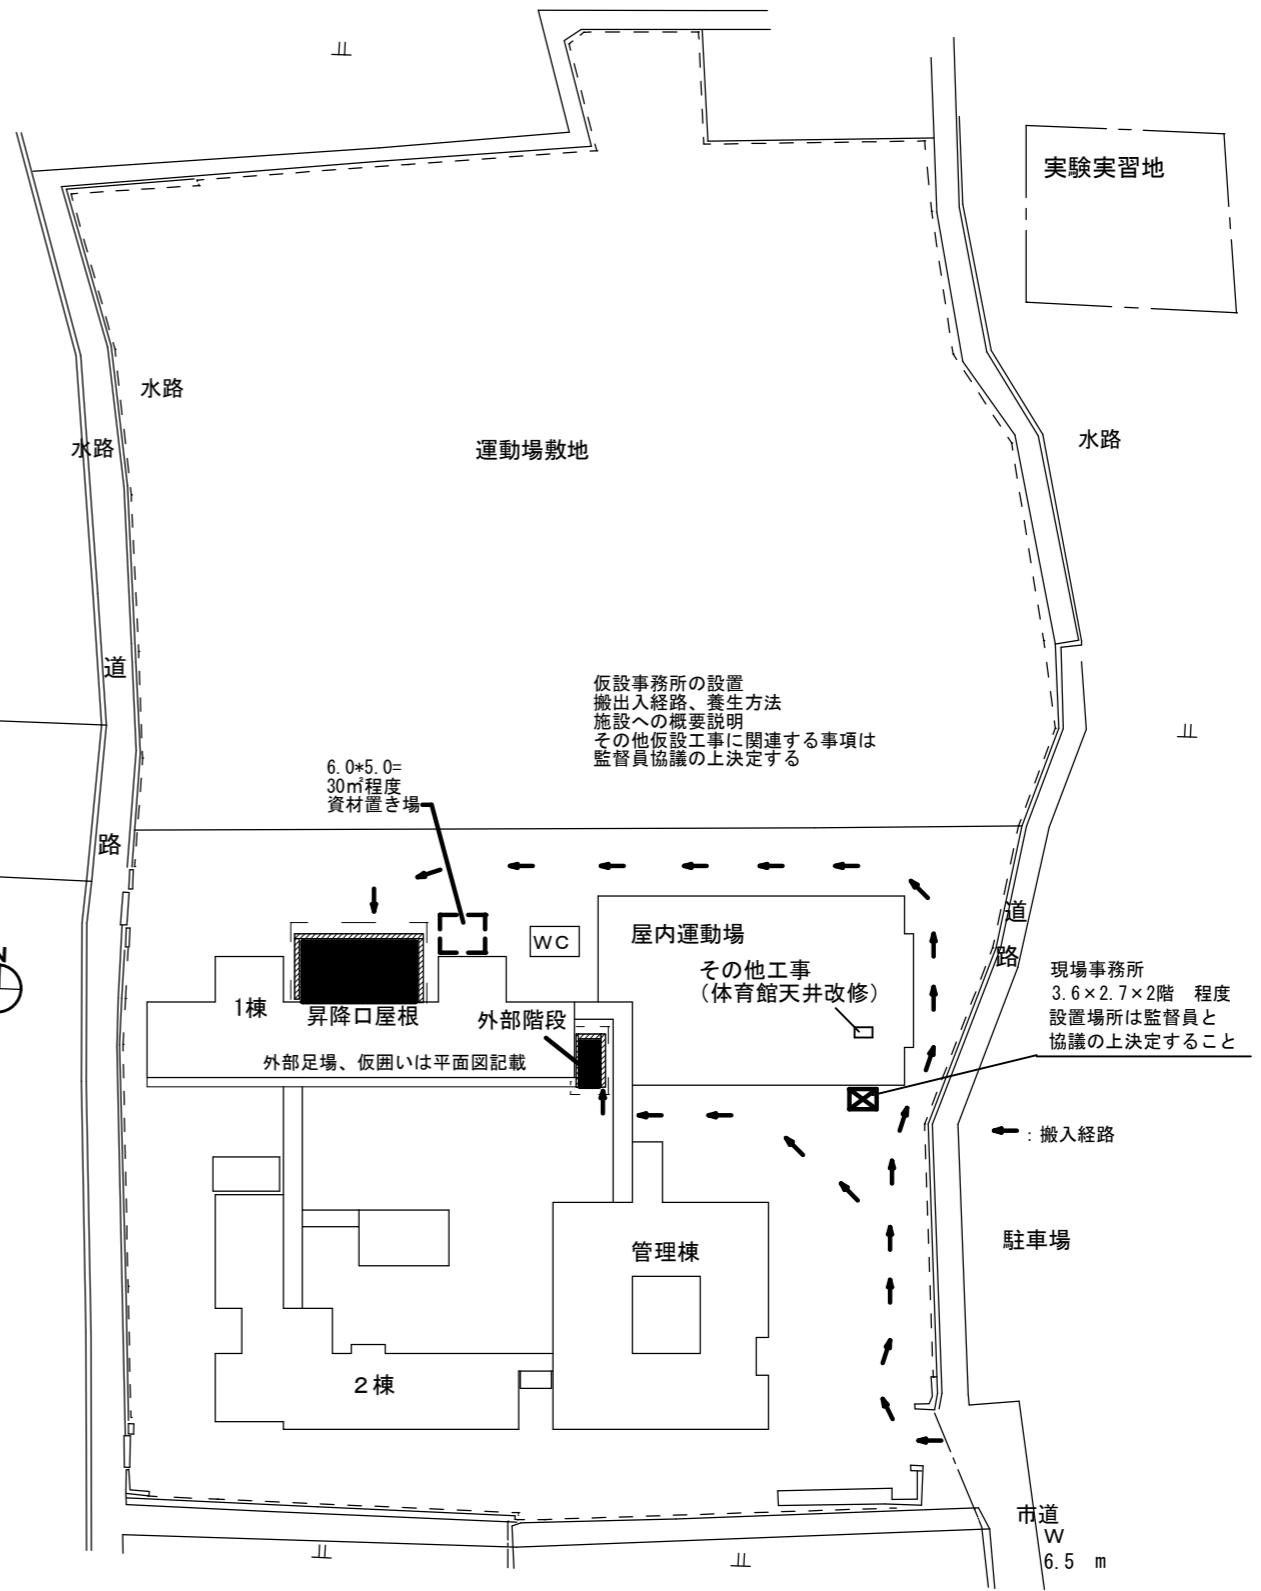 実験実習地
水路
水路
運動場敷地
水路
道
路
仮設事務所の設置
搬出入経路、養生方法
施設への概要説明
その他仮設工事に関連する事項は
監督員協議の上決定する
6.0*5.0=
30㎡程度
資材置き場
道
路
WC
屋内運動場
その他工事
（体育館天井改修）
N
現場事務所
3.6×2.7×2階　程度
設置場所は監督員と
協議の上決定すること
1棟
昇降口屋根
外部階段
外部足場、仮囲いは平面図記載
：搬入経路
駐車場
管理棟
２棟
市道
W
6.5 m